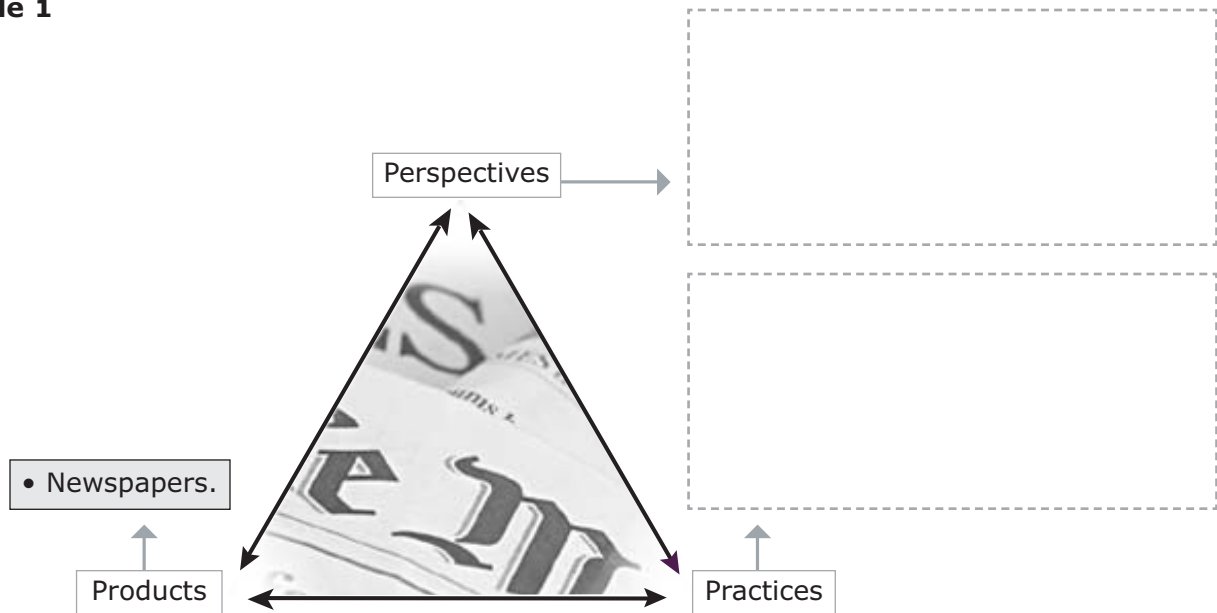 le 1
Perspectives
• Newspapers.
Products
Practices
S
e M